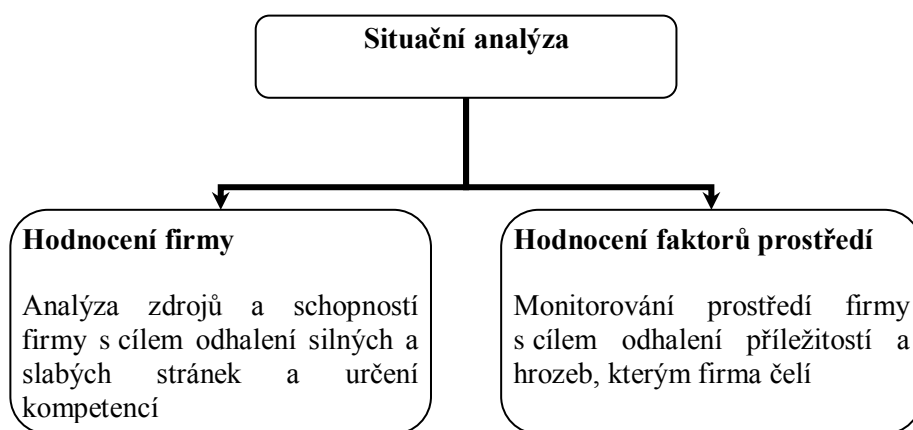 Situační analýza
Hodnocení firmy
Analýza zdrojů a schopností
firmy s cílem odhalení silných a
slabých stránek a určení
kompetencí
Hodnocení faktorů prostředí
Monitorování prostředí firmy
s cílem odhalení příležitostí a
hrozeb, kterým firma čelí